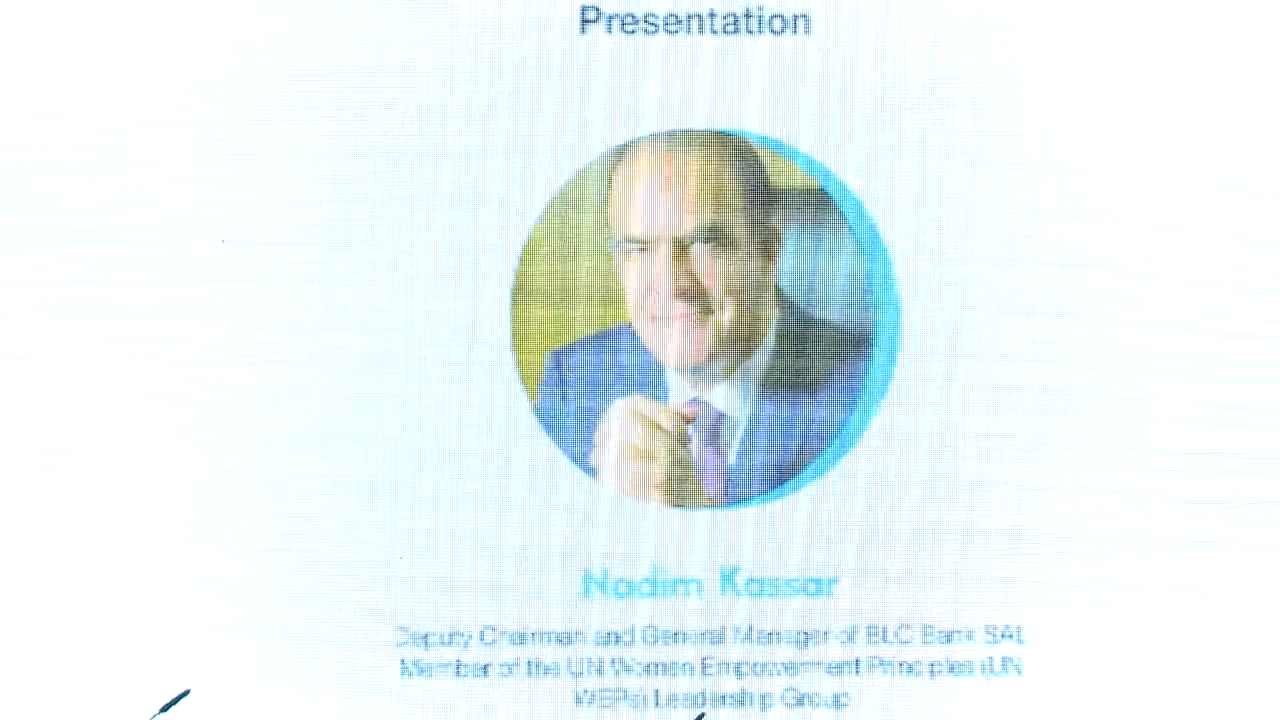 Presentation
Nadim Kassar
Deputy Chairman and General Manager of BLC Bank SAL
Member of the UN Women Empowerment Principles (UN
WEPs) Leadership Group